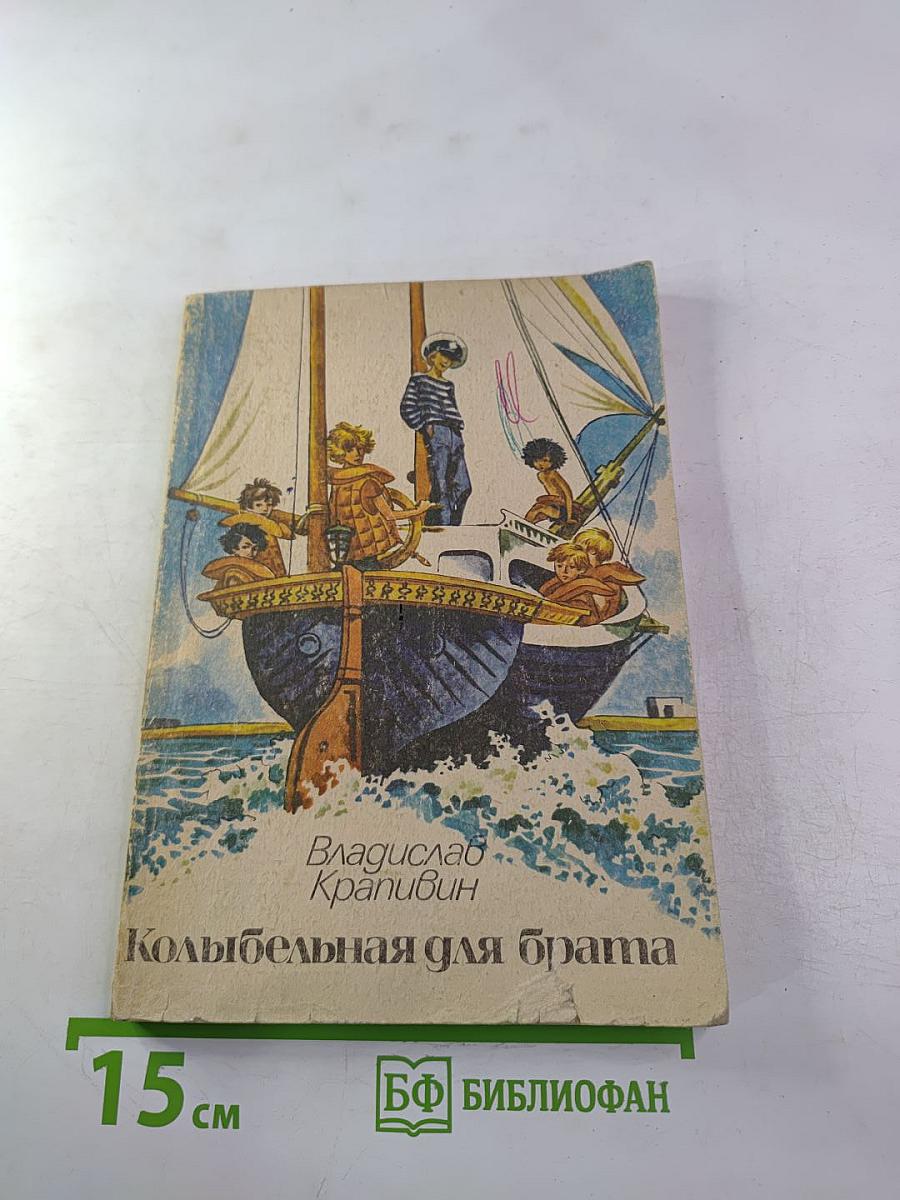 Владислав
Крапивин
Колыбельная для брата
15 см
БФ БИБЛИОФАН